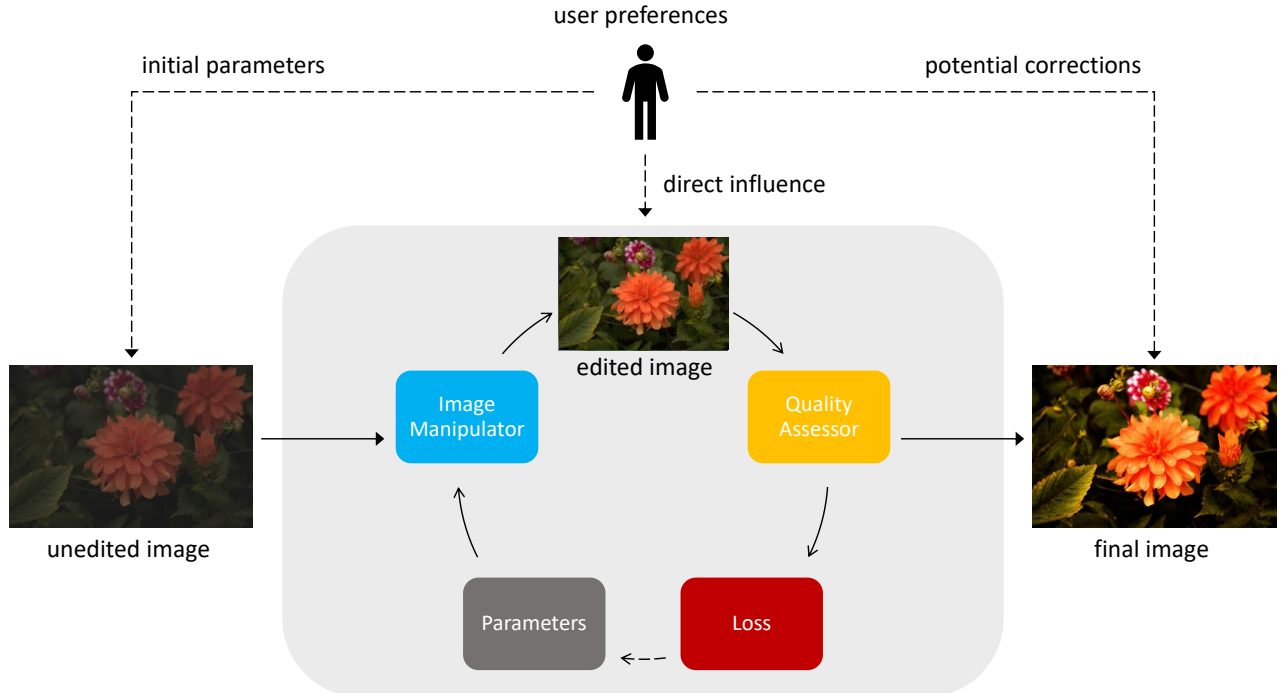 user preferences
initial parameters
potential corrections
direct influence
edited image
Image
Manipulator
Quality
Assessor
unedited image
final image
Parameters
Loss